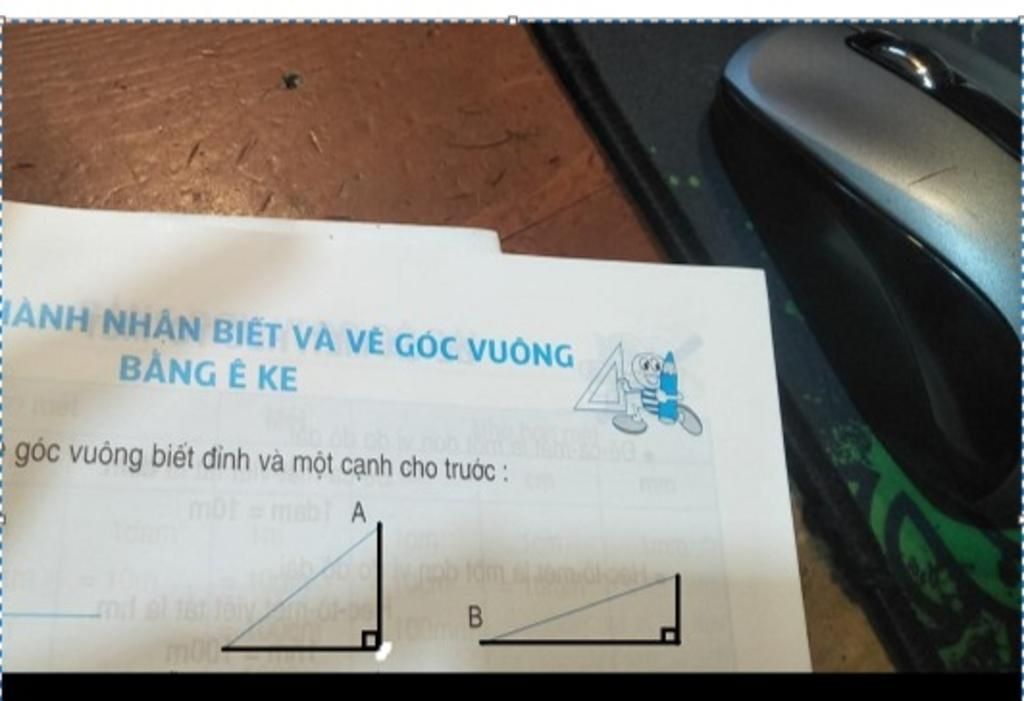 HÀNH NHẬN BIẾT VÀ VẼ GÓC VUÔNG
BẰNG Ê KE
góc vuông biết đỉnh và một cạnh cho trước :
A
B